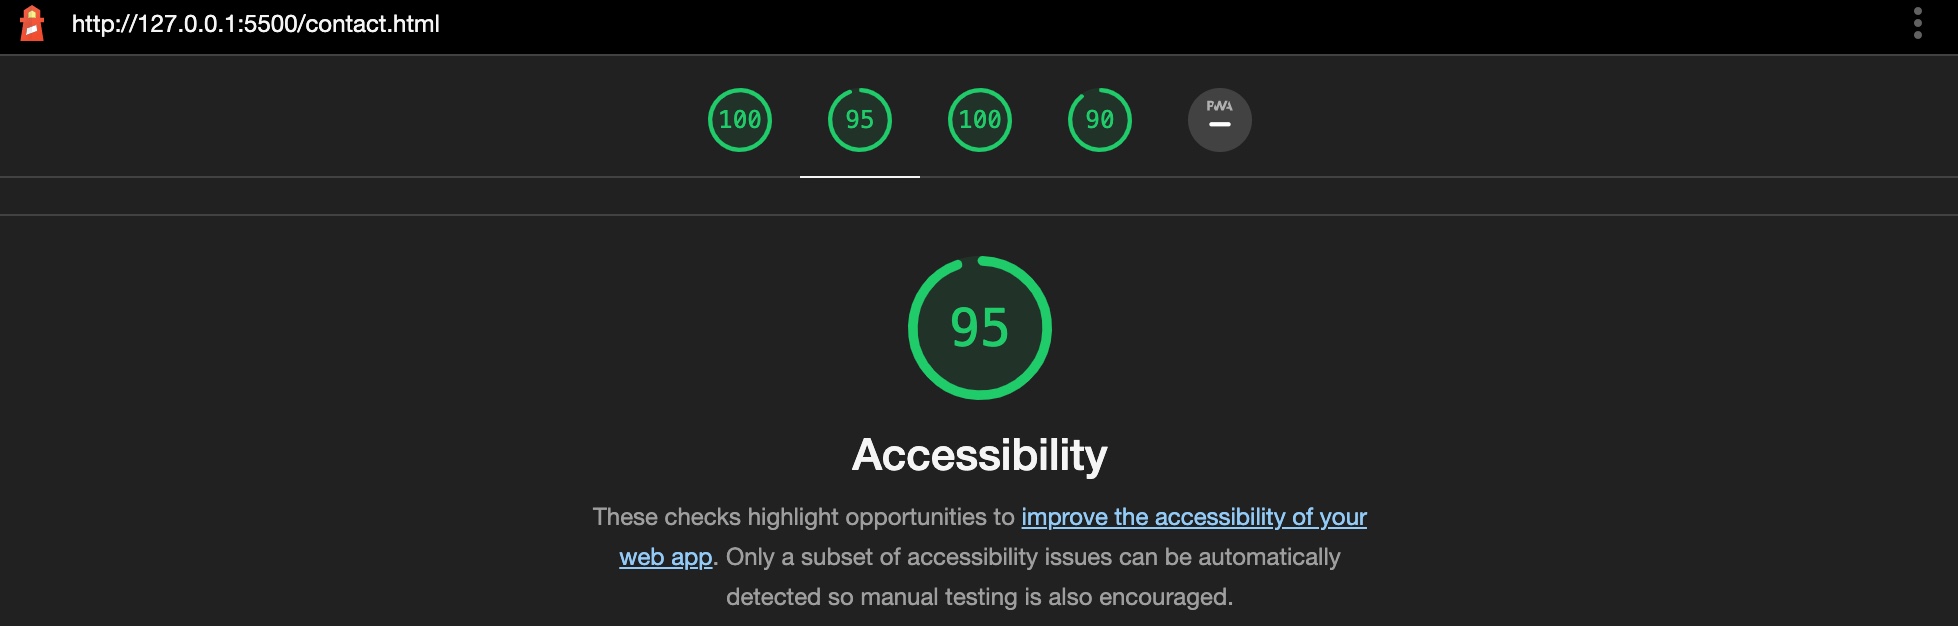 http://127.0.0.1:5500/contact.html
100 95 100 90 PWA
95
Accessibility
These checks highlight opportunities to improve the accessibility of your
web app. Only a subset of accessibility issues can be automatically
detected so manual testing is also encouraged.